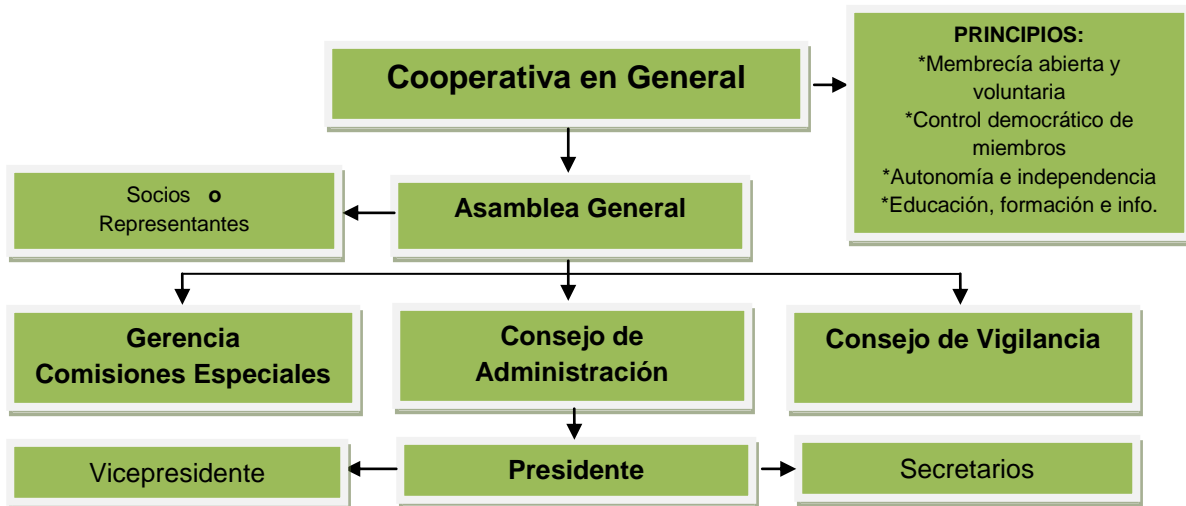 Cooperativa en General
PRINCIPIOS:
*Membrecía abierta y
voluntaria
*Control democrático de
miembros
*Autonomía e independencia
*Educación, formación e info.
Socios o
Representantes
Asamblea General
Gerencia
Comisiones Especiales
Consejo de
Administración
Consejo de Vigilancia
Vicepresidente
Presidente
Secretarios